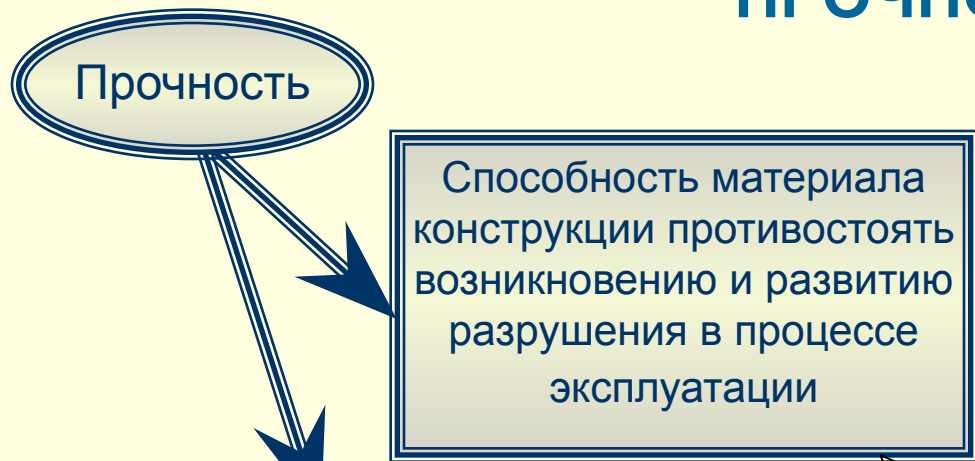 Прочность
Способность материала
конструкции противостоять
возникновению и развитию
разрушения в процессе
эксплуатации